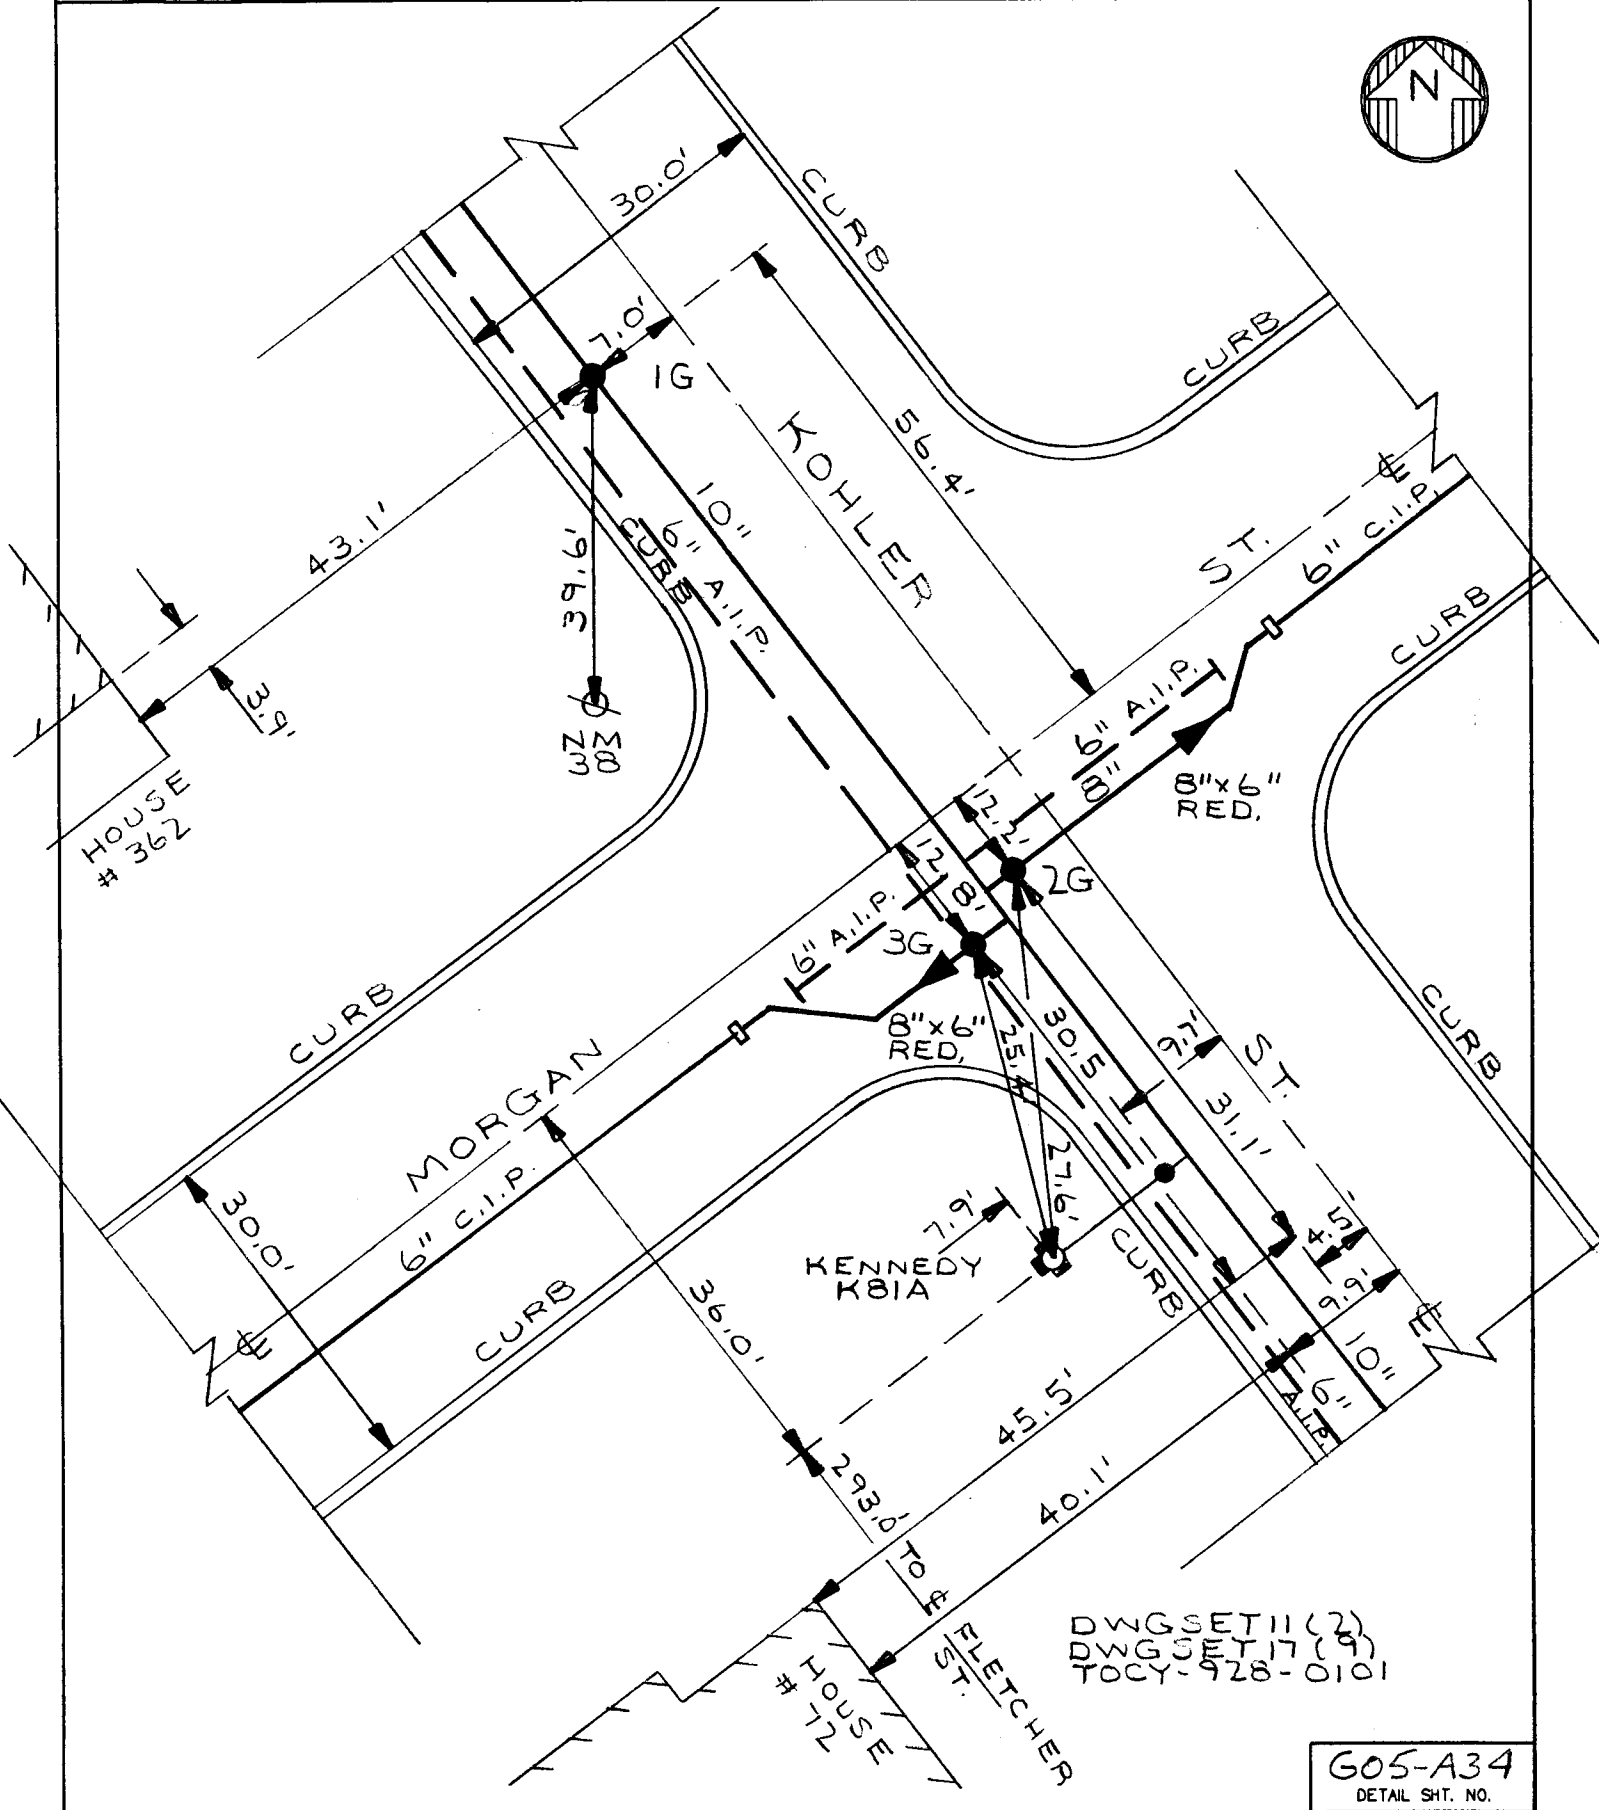 N
30.0'
CURB
7.0'
1G
CURB
56.4'
KOHLER
43.1'
10"
6" A.I.P.
CURB
39.6'
℄
6" C.I.P.
ST.
CURB
3.9'
NM
38
6" A.I.P.
8"
8"x6"
RED.
HOUSE
# 362
12.2'
2G
12.8'
6" A.I.P.
3G
CURB
8"x6"
RED.
MORGAN
25.4'
30.5
9.7'
ST.
CURB
31.1'
27.6'
30.0'
6" C.I.P.
7.9'
KENNEDY
K81A
CURB
4.5'
9.9'
℄
℄
CURB
36.0'
10"
6"
A.I.P.
45.5'
40.1'
293.0' TO ℄
FLETCHER
ST.
HOUSE
# 72
DWGSET11(2)
DWGSET17(9)
TOCY-928-0101
G05-A34
DETAIL SHT. NO.